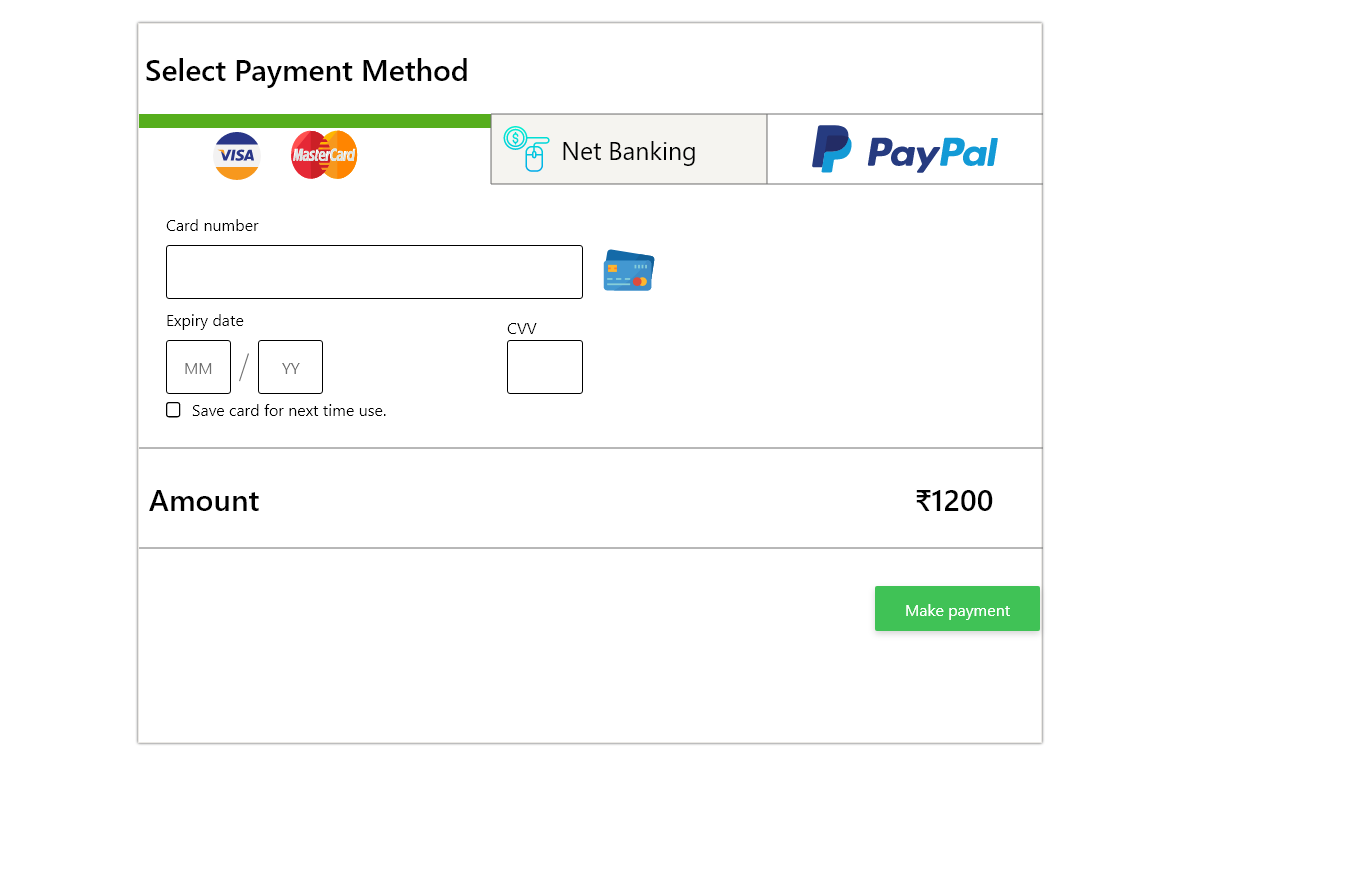 Select Payment Method
VISA MasterCard $ Net Banking P PayPal
Card number
Expiry date
CVV
MM / YY
Save card for next time use.
Amount ₹1200
Make payment